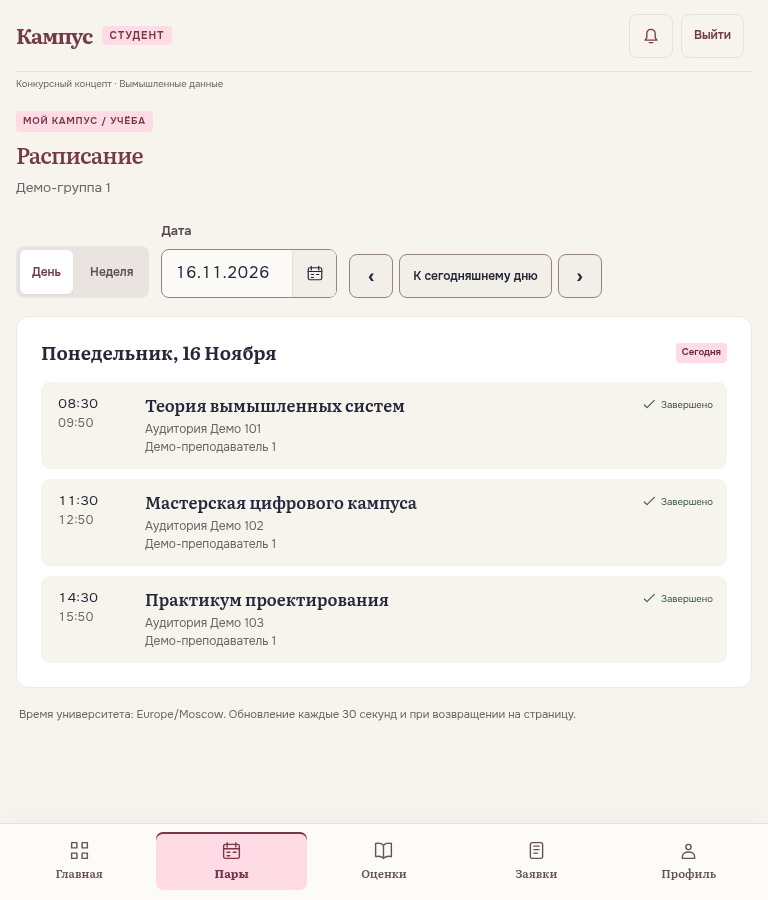 Кампус
СТУДЕНТ
Выйти
Конкурсный концепт · Вымышленные данные
МОЙ КАМПУС / УЧЁБА
Расписание
Демо-группа 1
Дата
День
Неделя
16.11.2026
‹
К сегодняшнему дню
›
Понедельник, 16 Ноября
Сегодня
08:30
09:50
Теория вымышленных систем
Аудитория Демо 101
Демо-преподаватель 1
Завершено
11:30
12:50
Мастерская цифрового кампуса
Аудитория Демо 102
Демо-преподаватель 1
Завершено
14:30
15:50
Практикум проектирования
Аудитория Демо 103
Демо-преподаватель 1
Завершено
Время университета: Europe/Moscow. Обновление каждые 30 секунд и при возвращении на страницу.
Главная
Пары
Оценки
Заявки
Профиль